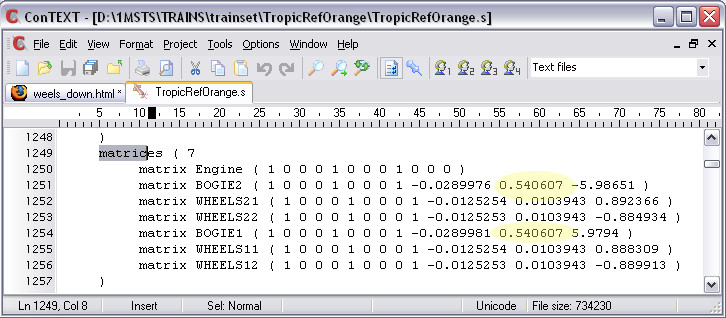 ConTEXT - [D:\1MSTS\TRAINS\trainset\TropicRefOrange\TropicRefOrange.s]
File Edit View Format Project Tools Options Window Help
1 2 3 4 Text files
weels_down.html * TropicRefOrange.s
5 10 15 20 25 30 35 40 45 50 55 60 65 70 75 80
1248 )
1249 matrices ( 7
1250 matrix Engine ( 1 0 0 0 1 0 0 0 1 0 0 0 )
1251 matrix BOGIE2 ( 1 0 0 0 1 0 0 0 1 -0.0289976 0.540607 -5.98651 )
1252 matrix WHEELS21 ( 1 0 0 0 1 0 0 0 1 -0.0125254 0.0103943 0.892366 )
1253 matrix WHEELS22 ( 1 0 0 0 1 0 0 0 1 -0.0125253 0.0103943 -0.884934 )
1254 matrix BOGIE1 ( 1 0 0 0 1 0 0 0 1 -0.0289981 0.540607 5.9794 )
1255 matrix WHEELS11 ( 1 0 0 0 1 0 0 0 1 -0.0125254 0.0103943 0.888309 )
1256 matrix WHEELS12 ( 1 0 0 0 1 0 0 0 1 -0.0125253 0.0103943 -0.889913 )
1257 )
Ln 1249, Col 8 Insert Sel: Normal Unicode File size: 734230